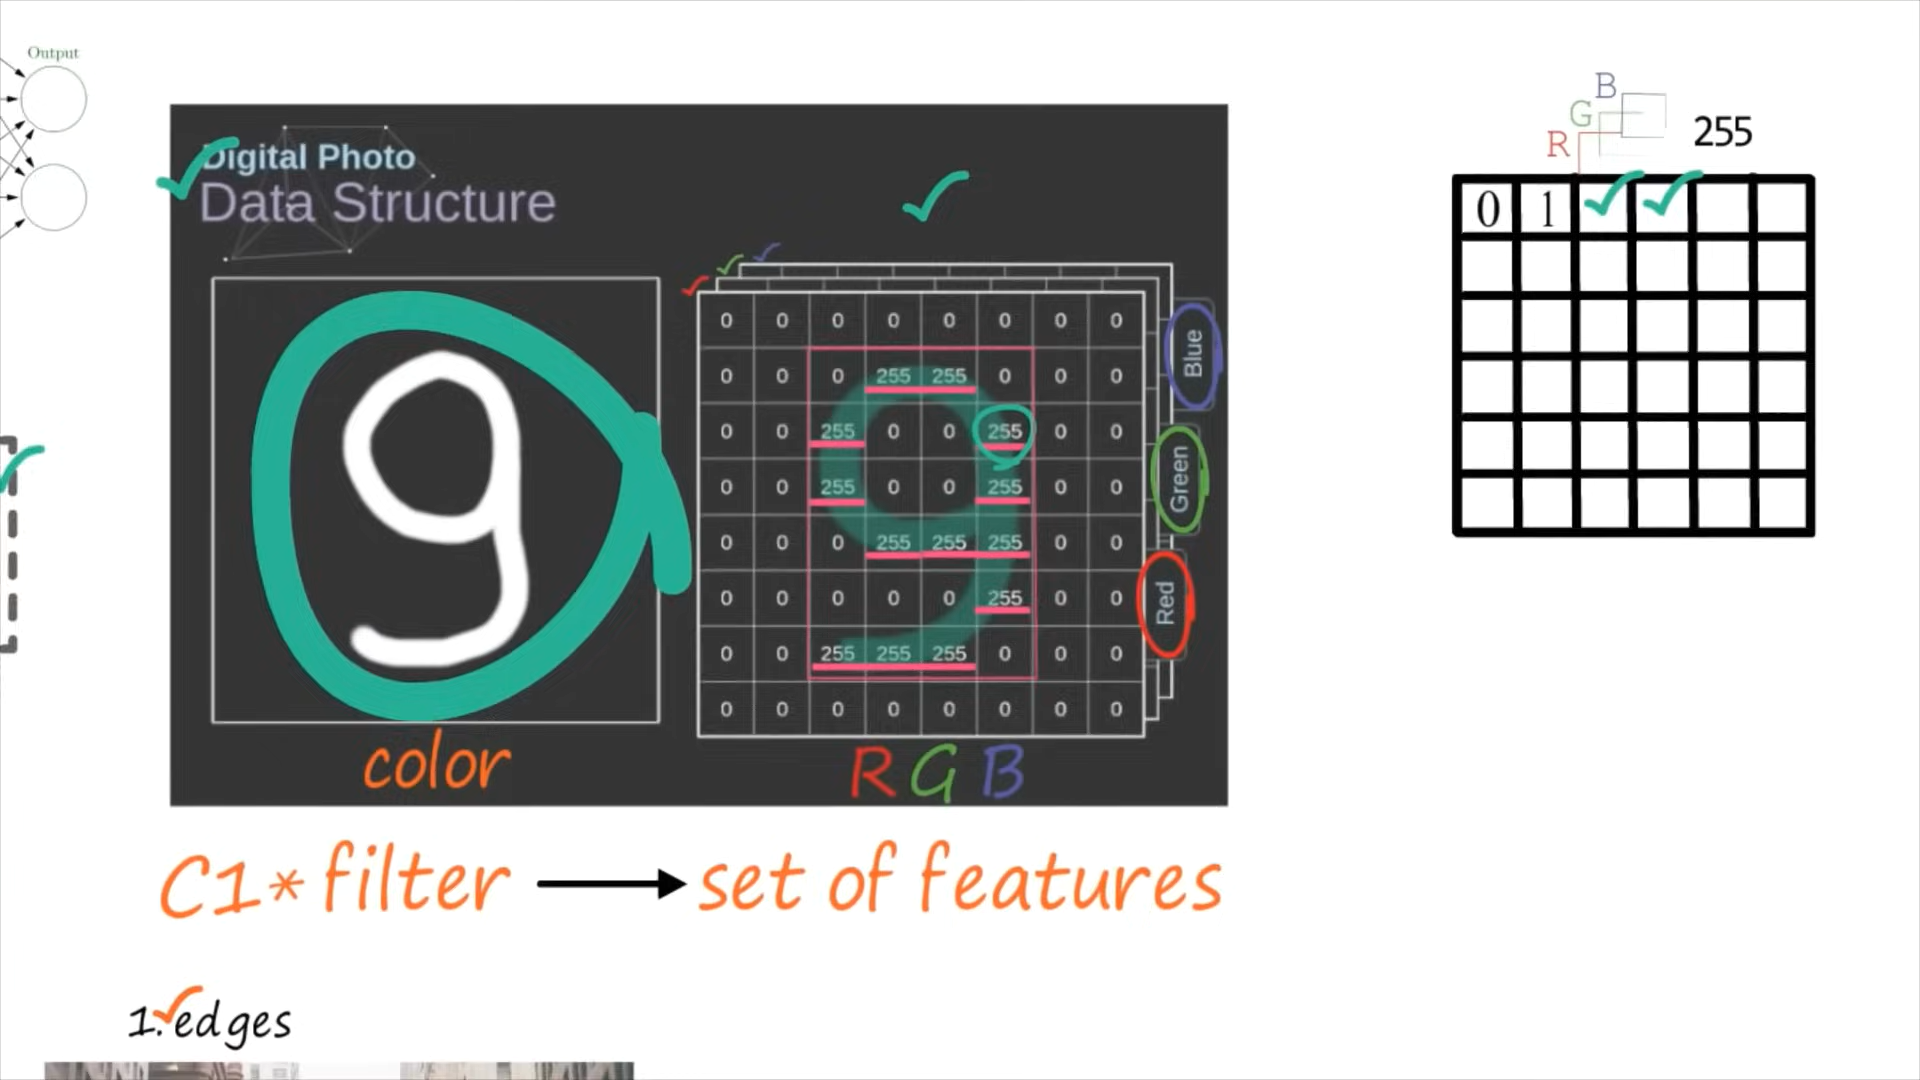 Output
Digital Photo
Data Structure
0 0 0 0 0 0 0 0
0 0 0 255 255 0 0 0
0 0 255 0 0 255 0 0
0 0 255 0 0 255 0 0
0 0 0 255 255 255 0 0
0 0 0 0 0 255 0 0
0 0 255 255 255 0 0 0
0 0 0 0 0 0 0 0
Blue
Green
Red
9
color
R G B
B
G
R
255
0 1
C1* filter → set of features
1. edges